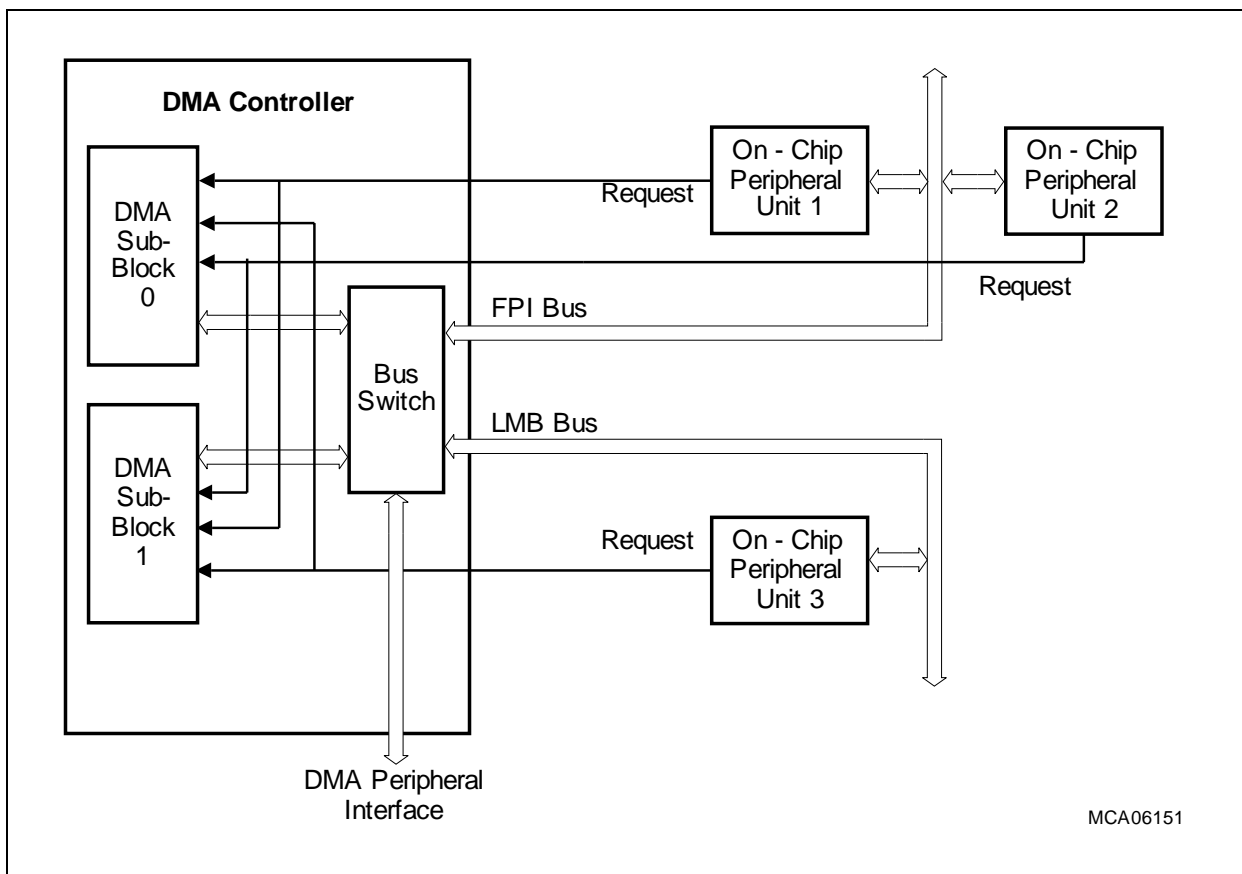 DMA Controller
On - Chip
Peripheral
Unit 1
On - Chip
Peripheral
Unit 2
Request
DMA
Sub-
Block
0
Request
FPI Bus
Bus
Switch
LMB Bus
DMA
Sub-
Block
1
Request
On - Chip
Peripheral
Unit 3
DMA Peripheral
Interface
MCA06151